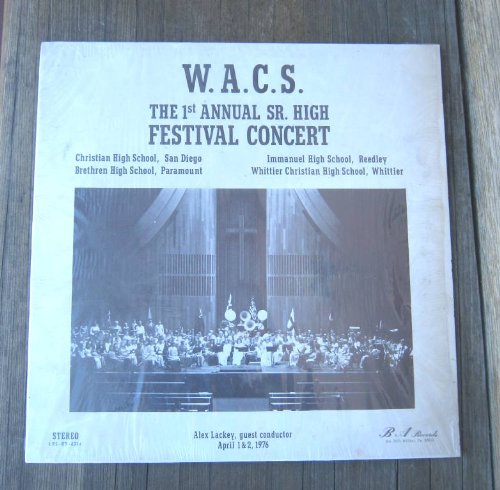 W.A.C.S.
THE 1st ANNUAL SR. HIGH
FESTIVAL CONCERT
Christian High School, San Diego
Brethren High School, Paramount
Immanuel High School, Reedley
Whittier Christian High School, Whittier
Alex Lackey, guest conductor
April 1 & 2, 1976
STEREO
B A Records